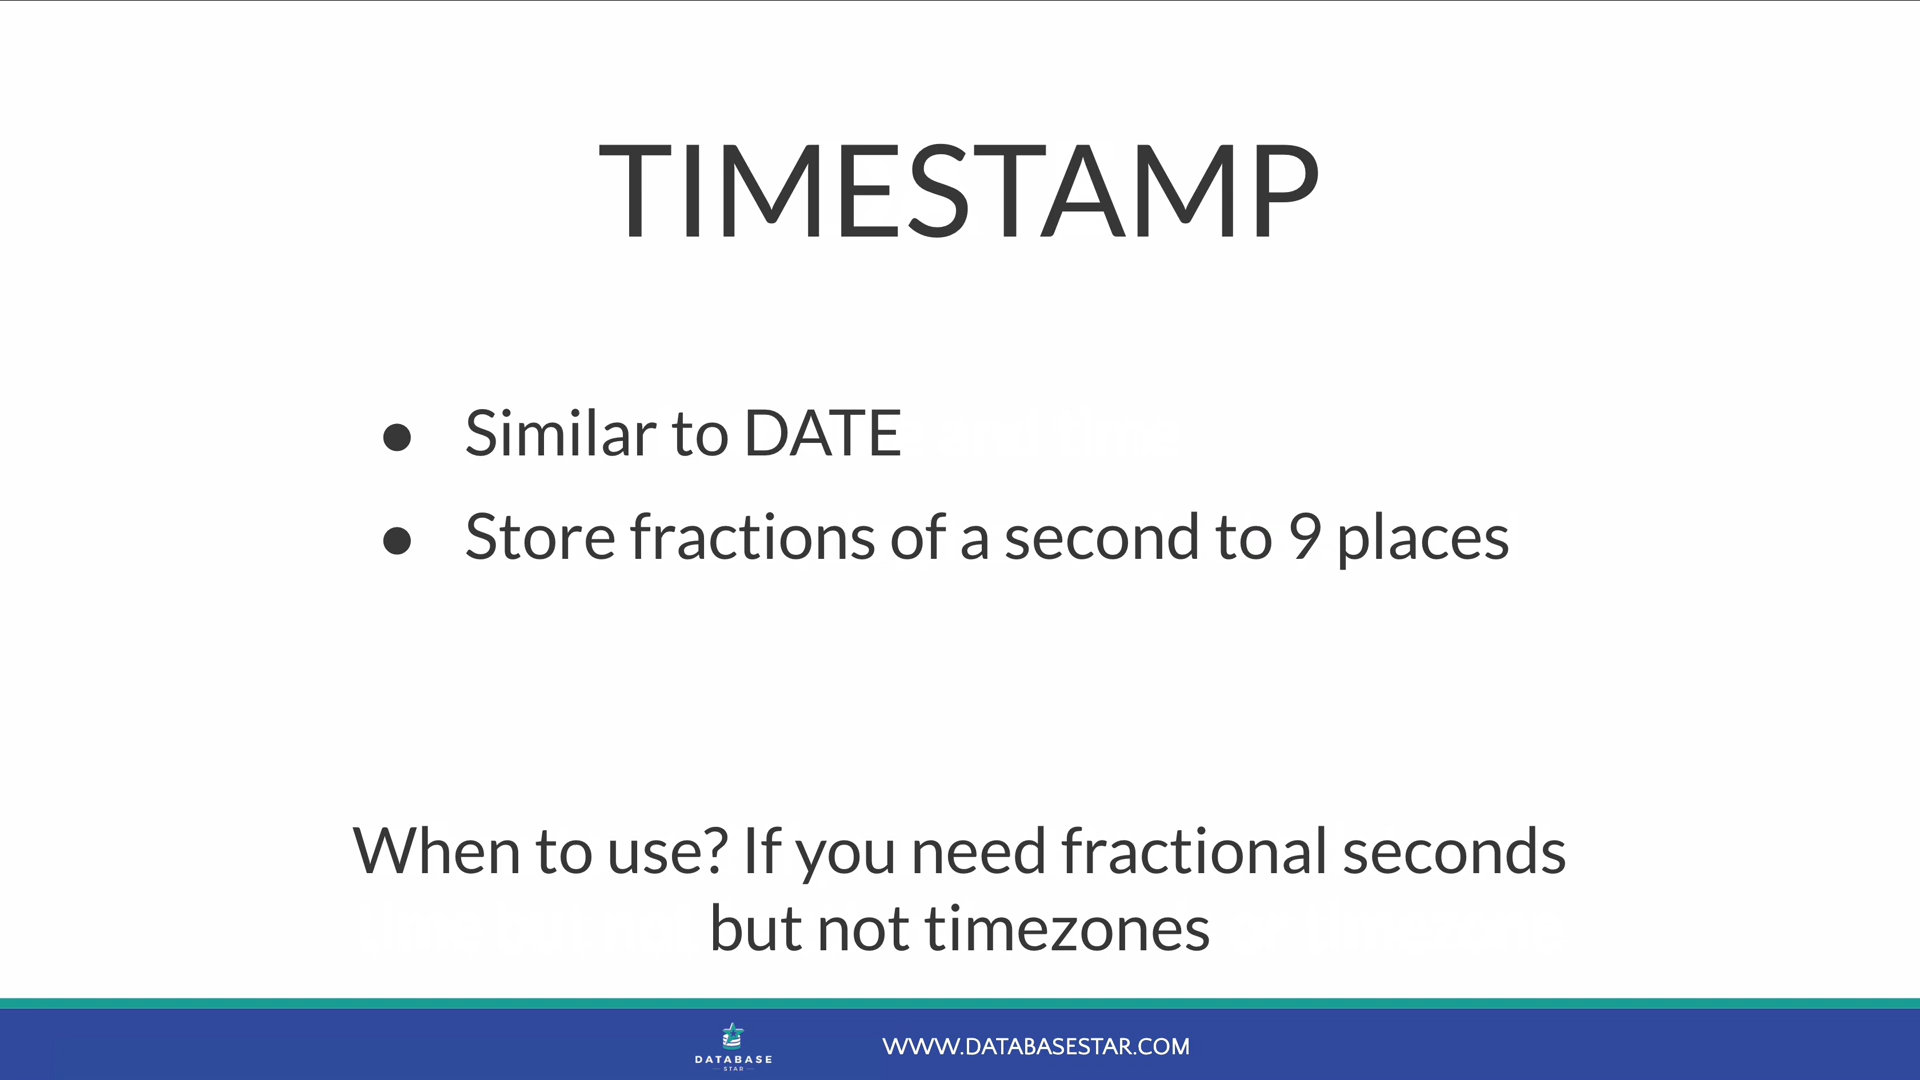 TIMESTAMP
● Similar to DATE
● Store fractions of a second to 9 places
When to use? If you need fractional seconds
but not timezones
DATABASE
STAR
WWW.DATABASESTAR.COM